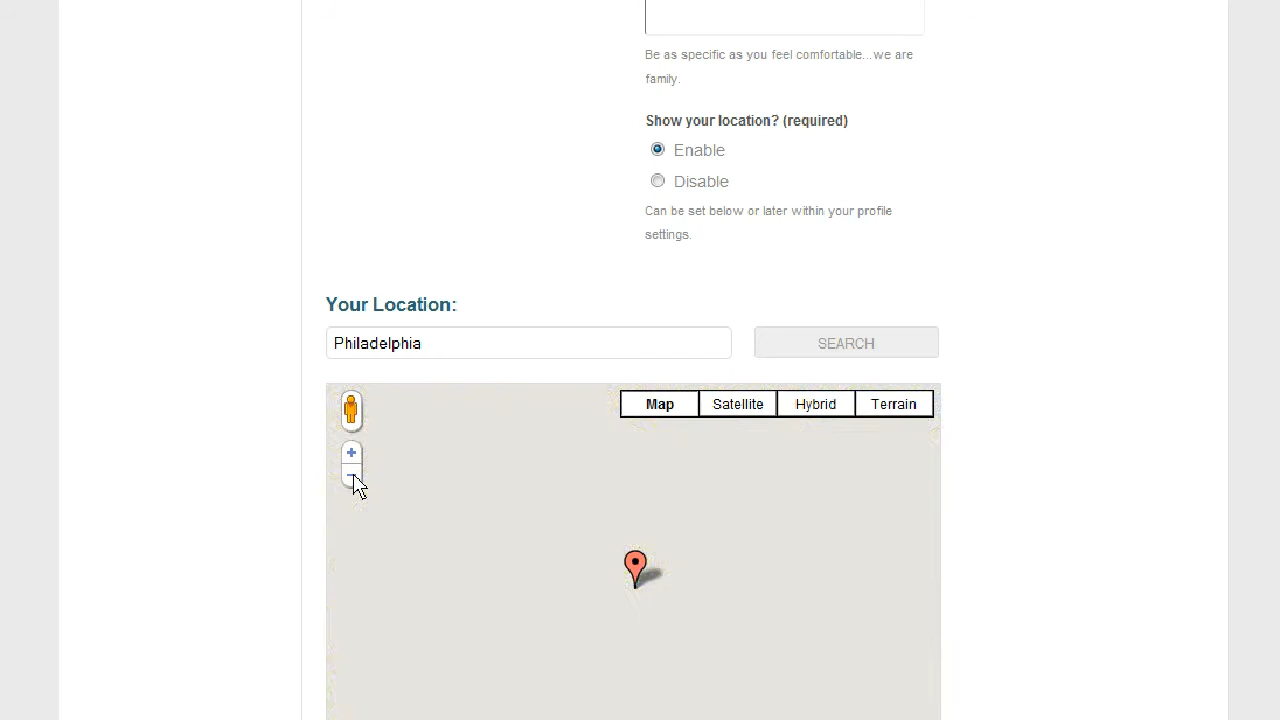 Be as specific as you feel comfortable... we are
family.
Show your location? (required)
Enable
Disable
Can be set below or later within your profile
settings.
Your Location:
Philadelphia
SEARCH
Map
Satellite
Hybrid
Terrain
+
-